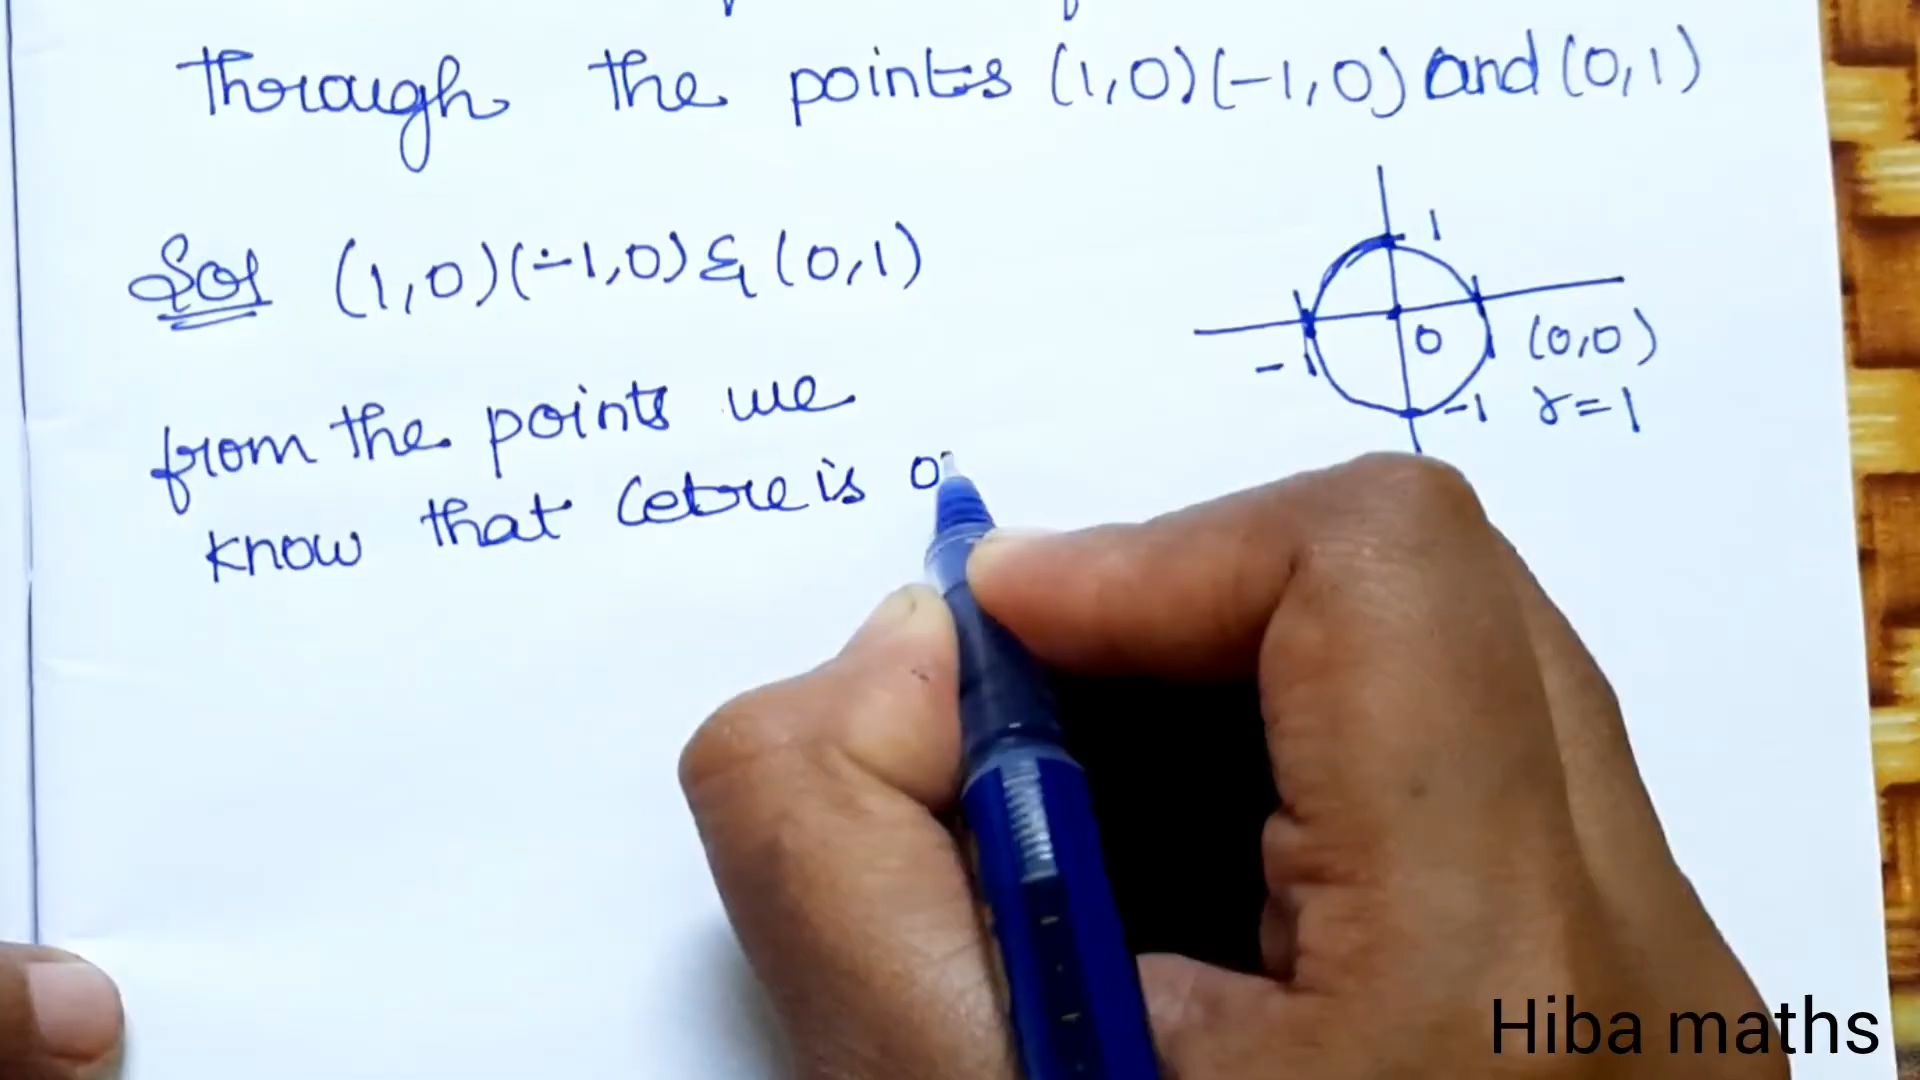 through the points (1,0)(-1,0) and (0,1)
Sol (1,0)(-1,0) & (0,1)
1
-1 0 1 (0,0)
-1 r=1
from the points we
know that Cetre is o
Hiba maths